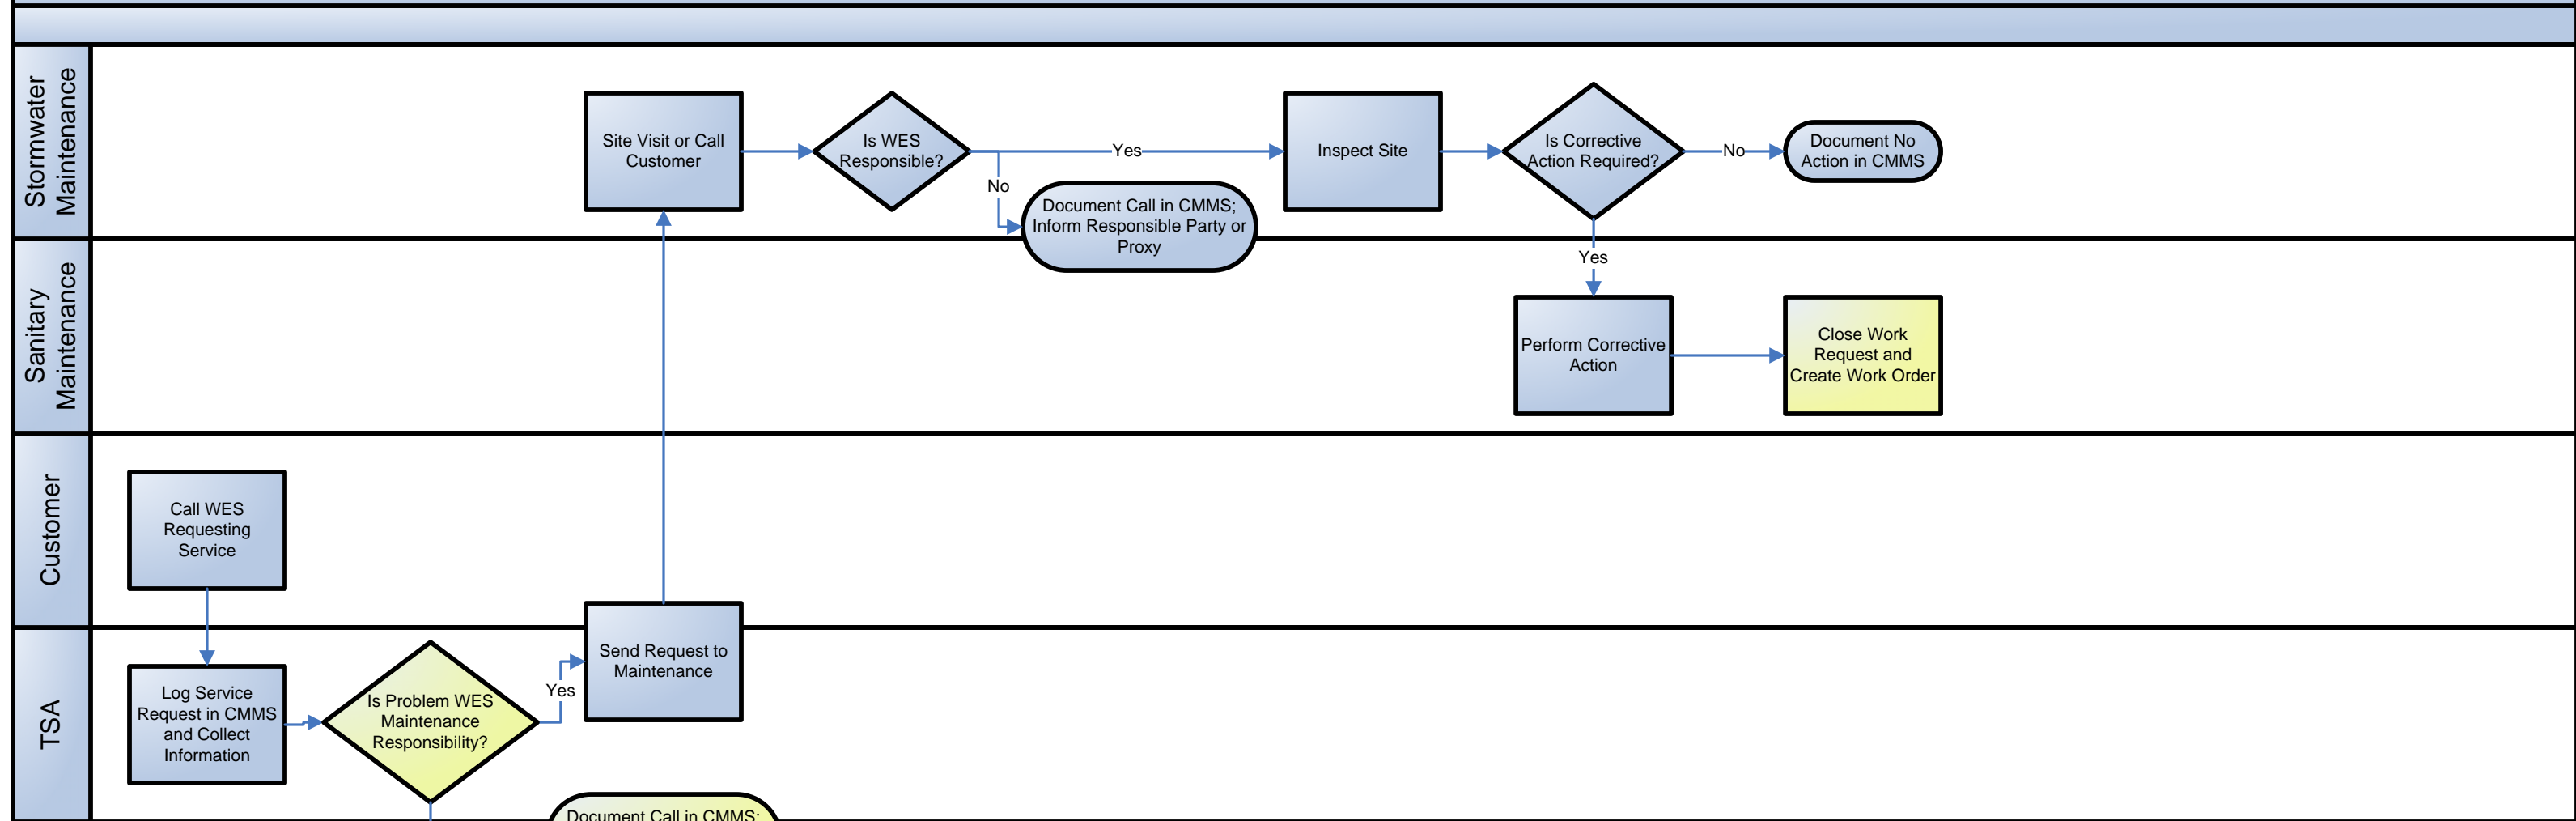 Stormwater
Maintenance
Site Visit or Call
Customer
Is WES
Responsible?
Yes
No
Document Call in CMMS;
Inform Responsible Party or
Proxy
Inspect Site
Is Corrective
Action Required?
No
Document No
Action in CMMS
Yes
Sanitary
Maintenance
Perform Corrective
Action
Close Work
Request and
Create Work Order
Customer
Call WES
Requesting
Service
TSA
Log Service
Request in CMMS
and Collect
Information
Is Problem WES
Maintenance
Responsibility?
Yes
Send Request to
Maintenance
Document Call in CMMS;